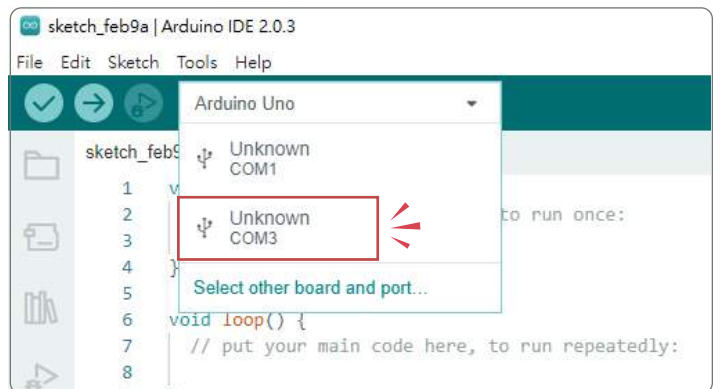 sketch_feb9a | Arduino IDE 2.0.3
File Edit Sketch Tools Help
Arduino Uno
sketch_feb9
Unknown
COM1
1 v
2 to run once:
Unknown
COM3
3
4 }
Select other board and port...
5
6 void loop() {
7 // put your main code here, to run repeatedly:
8